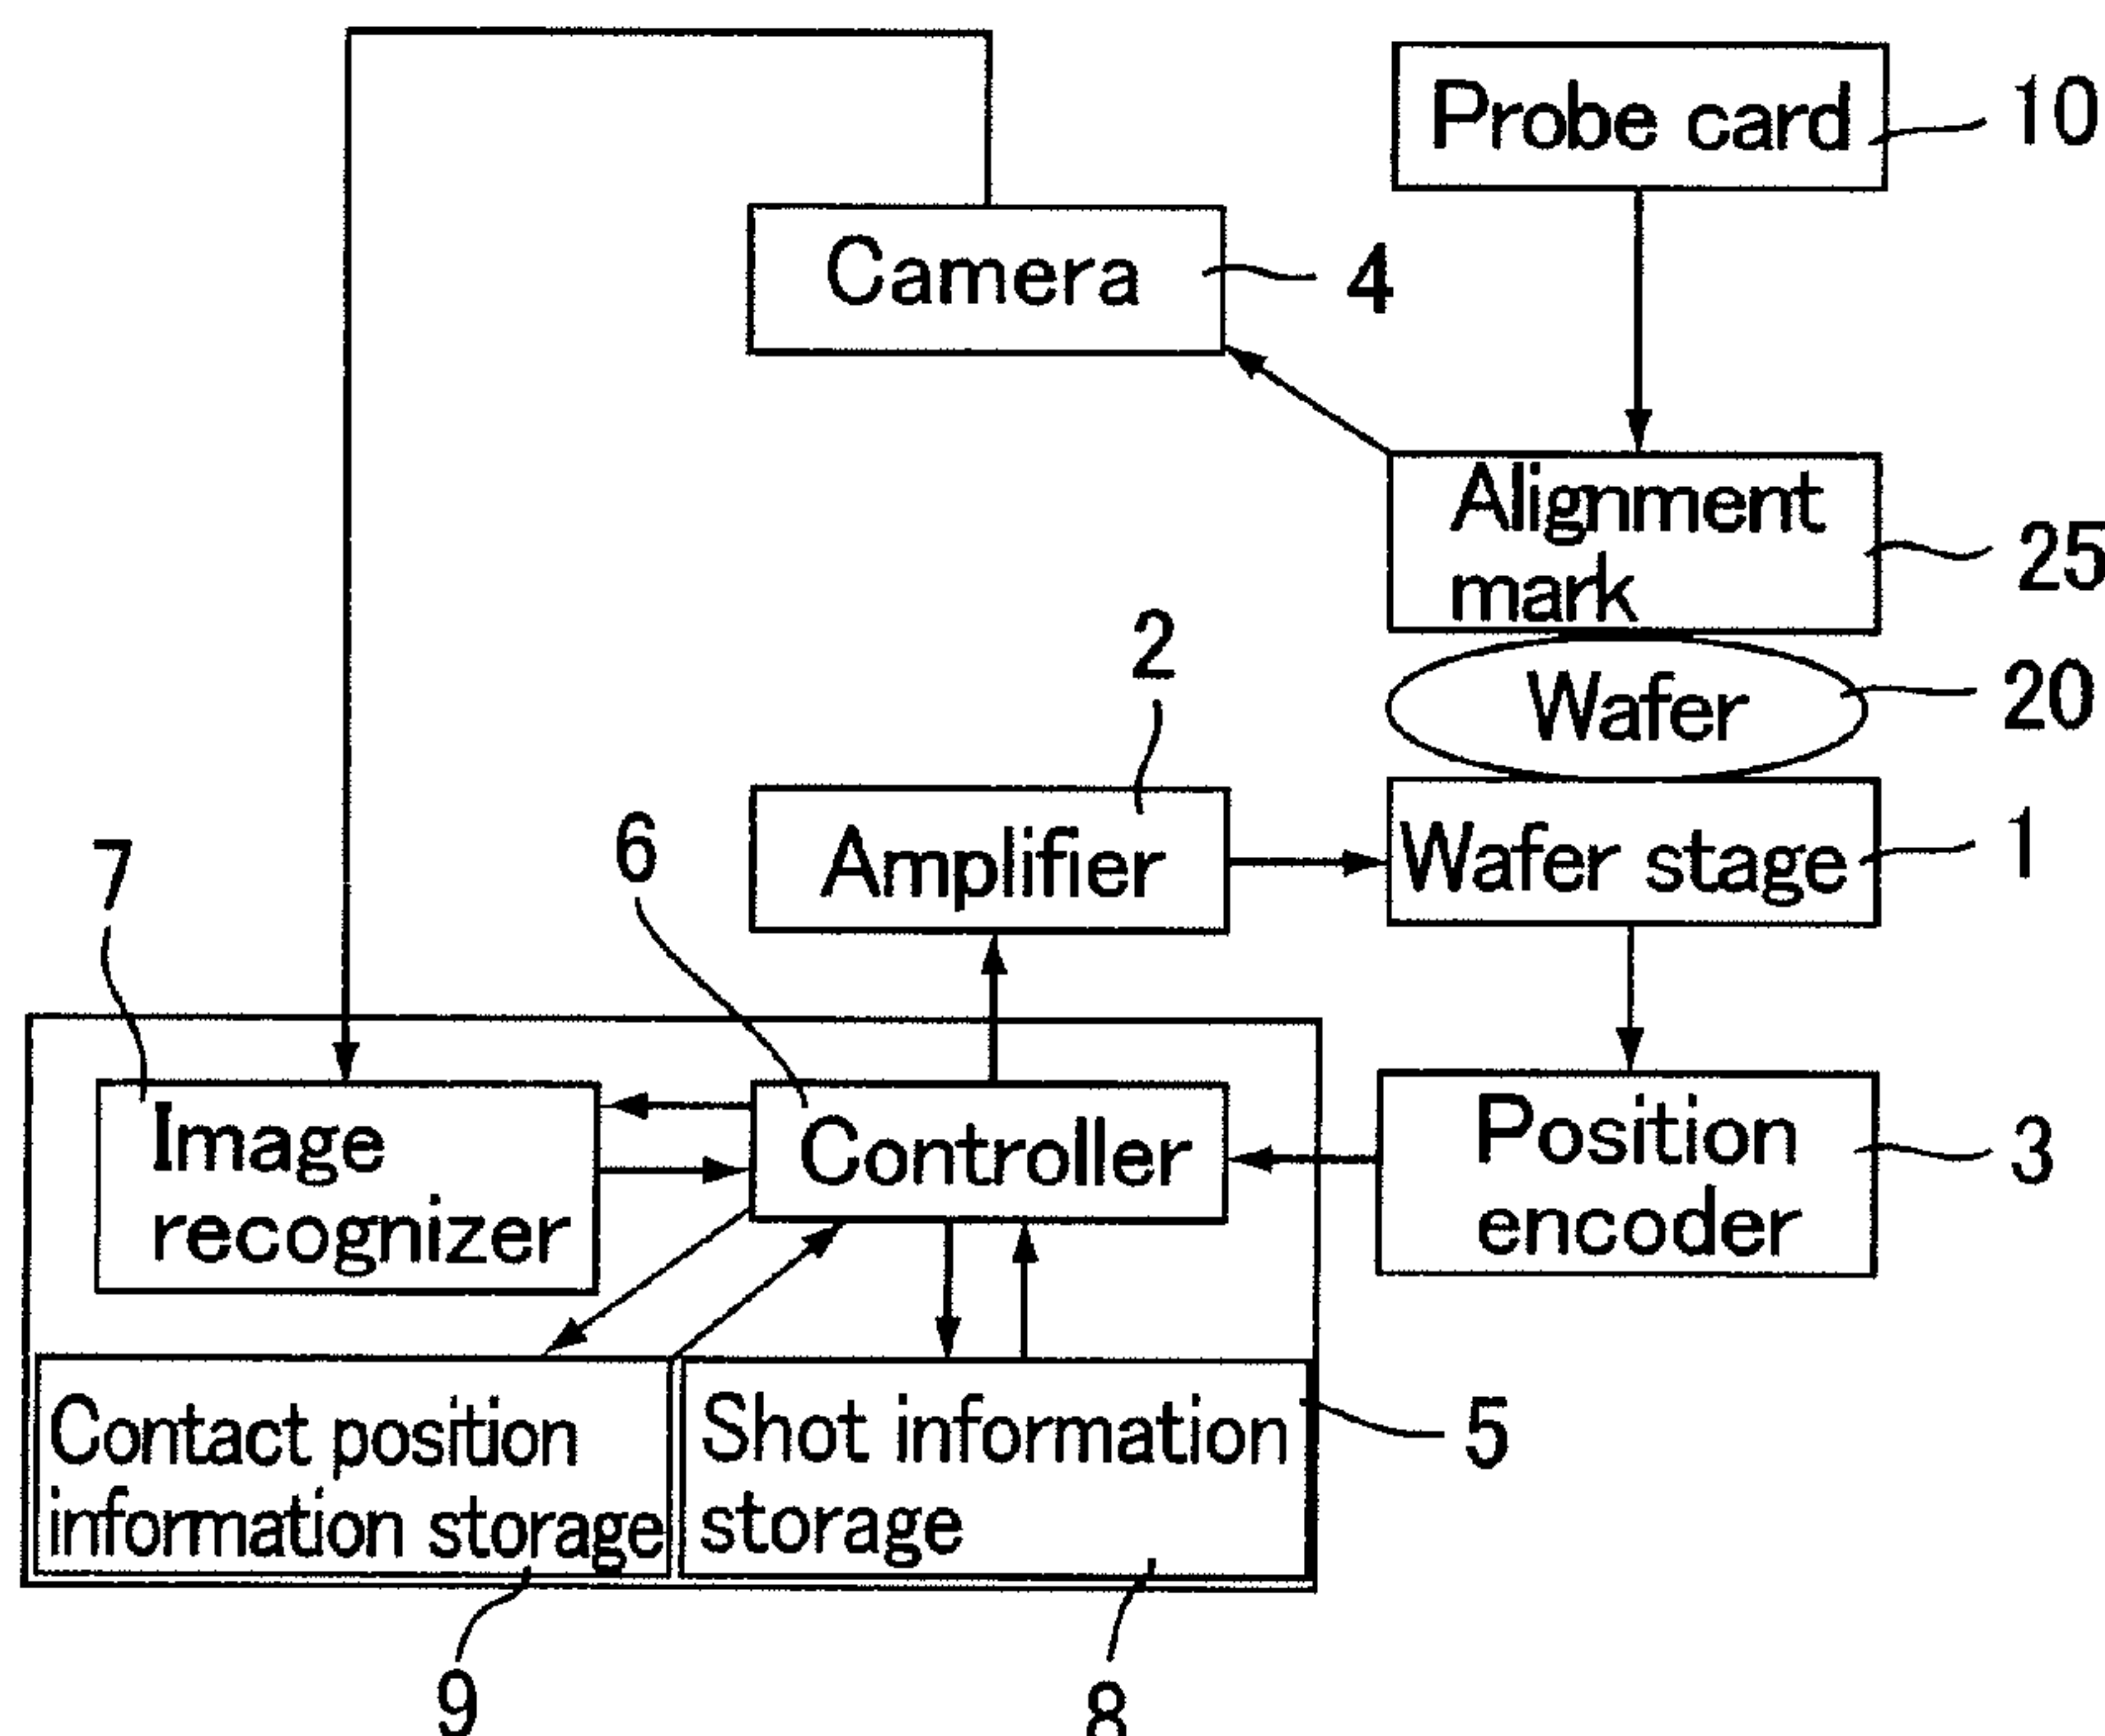 Probe card
10
Camera
4
Alignment
mark
25
2
Wafer
20
7
6
Amplifier
Wafer stage
1
Image
recognizer
Controller
Position
encoder
3
Contact position
information storage
Shot information
storage
5
9
8